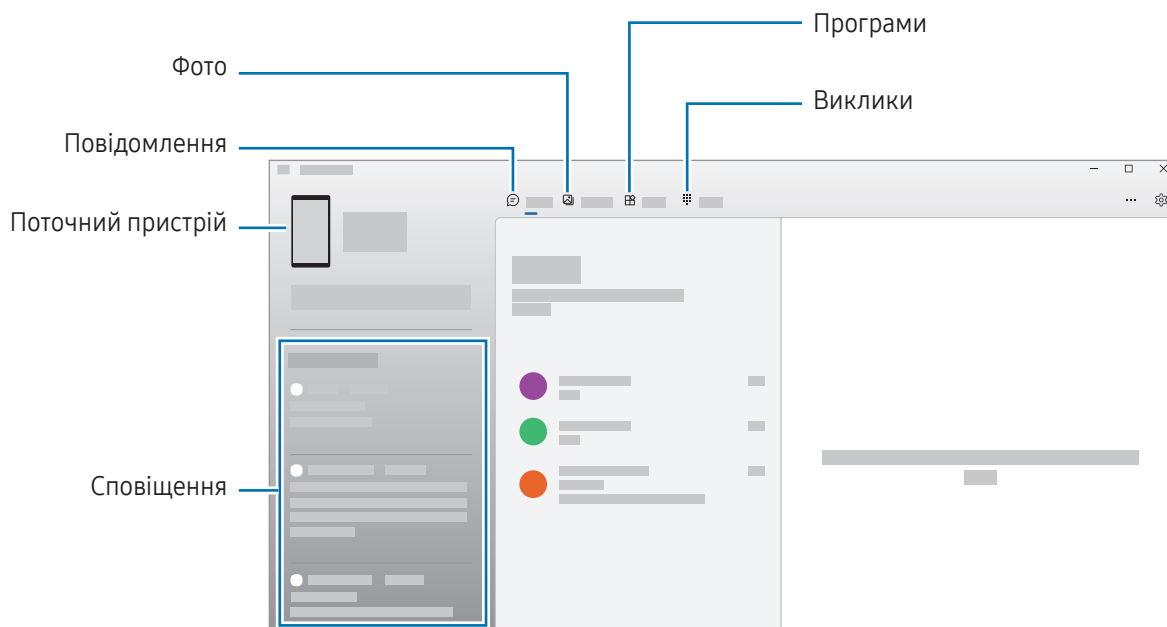 Програми
Фото
Виклики
Повідомлення
Поточний пристрій
Сповіщення